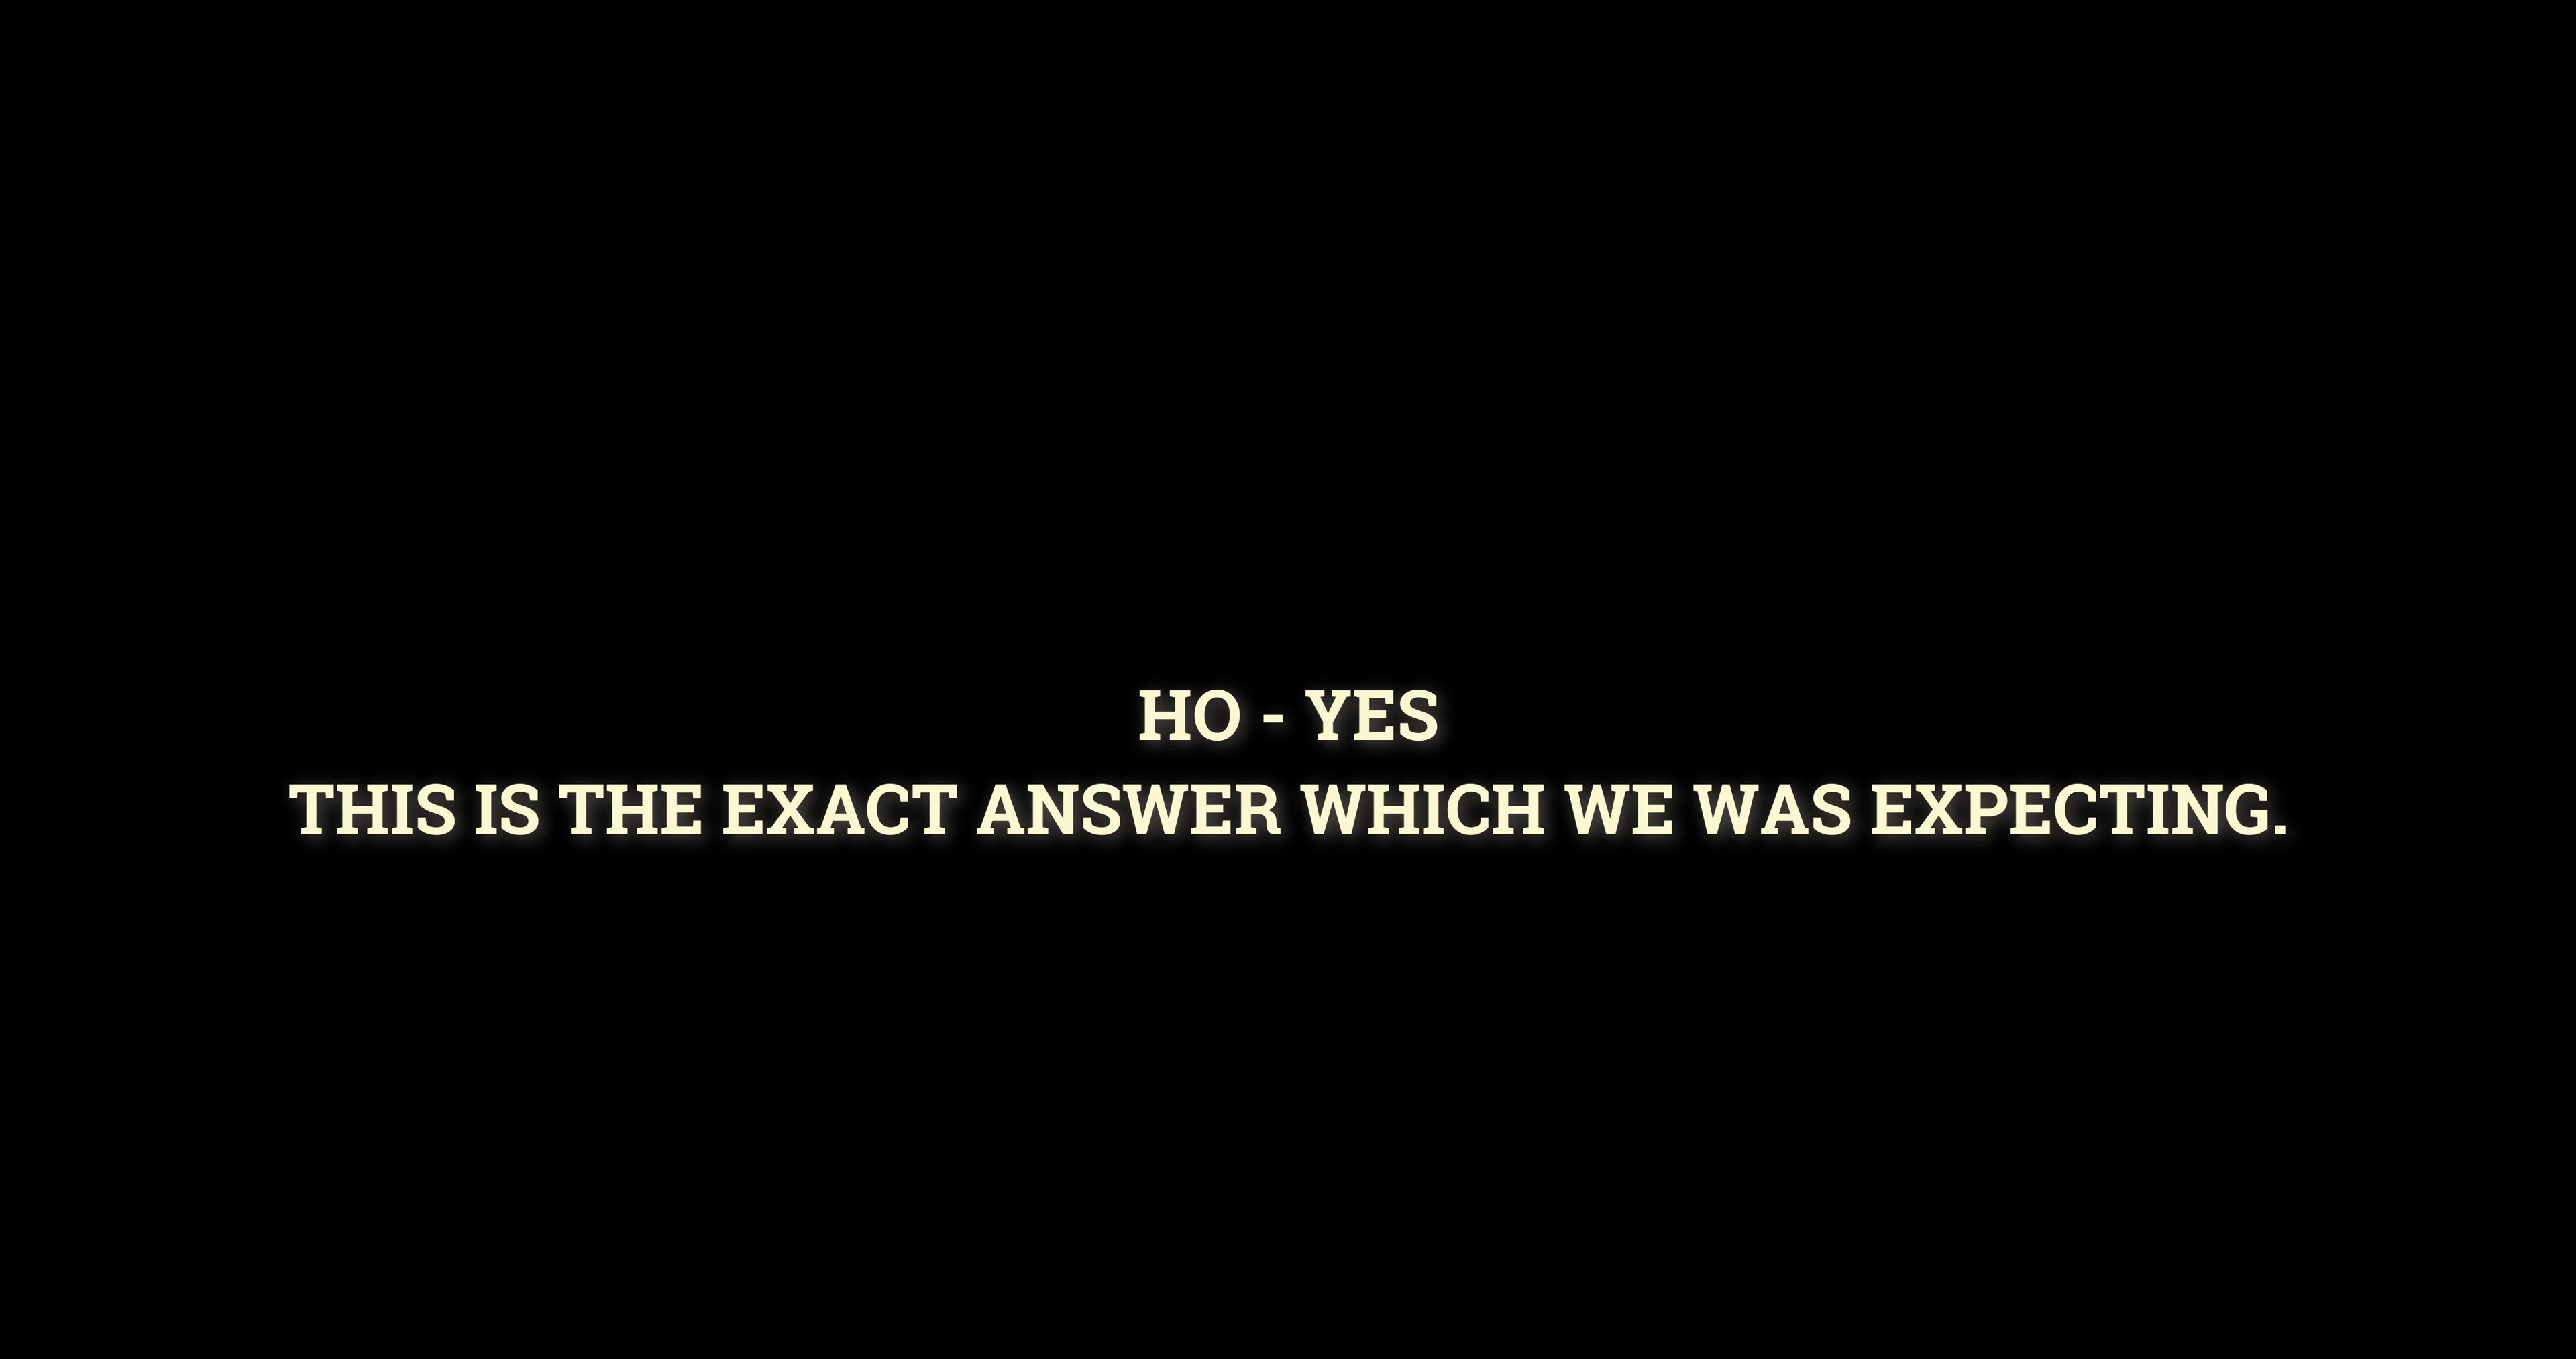 HO - YES
THIS IS THE EXACT ANSWER WHICH WE WAS EXPECTING.